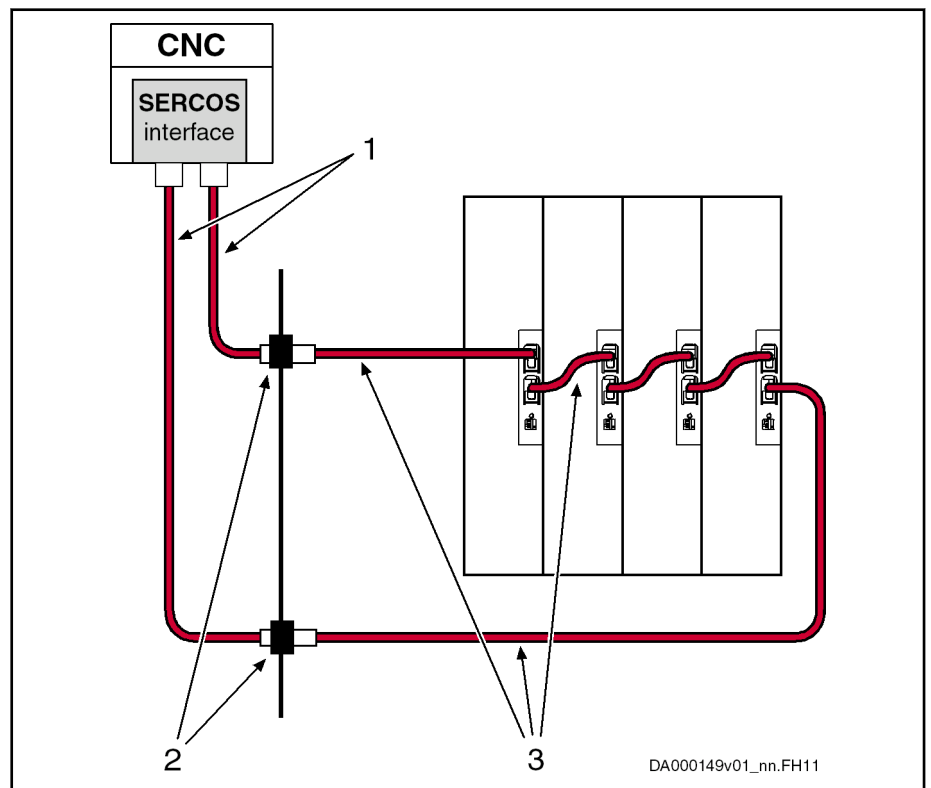 CNC
SERCOS
interface
1
2
3
DA000149v01_nn.FH11